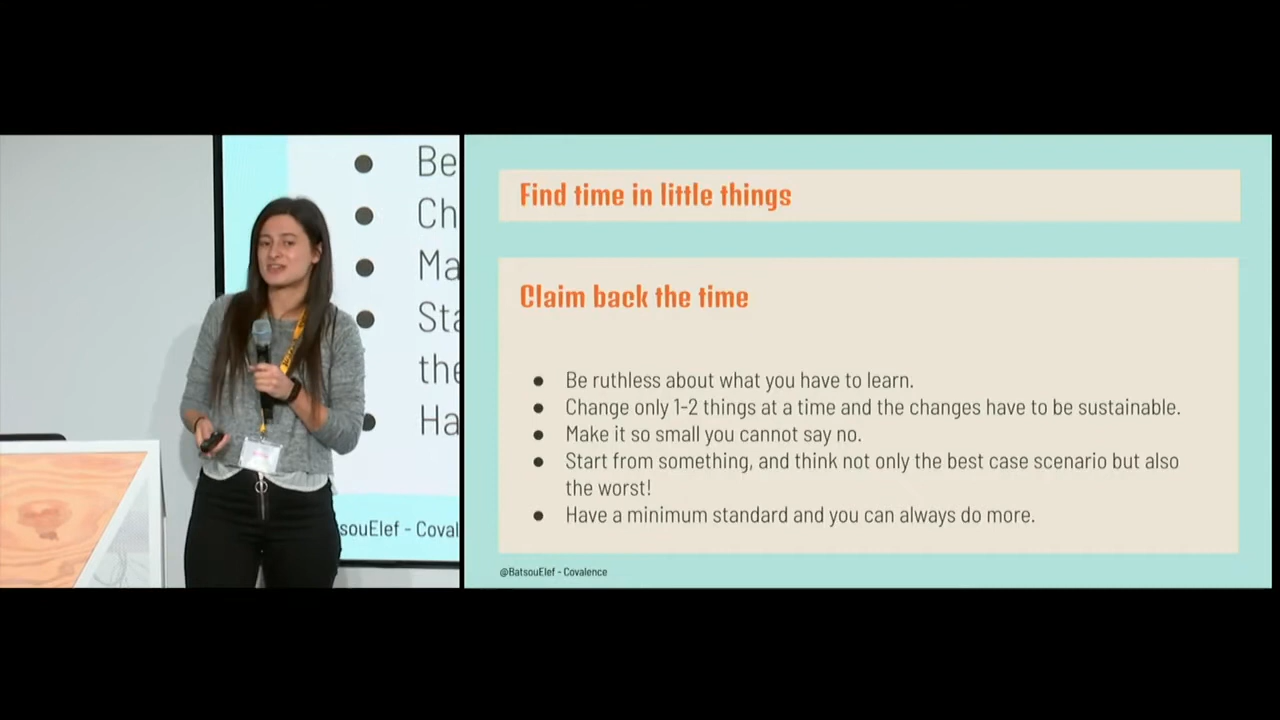 Be
Ch
Ma
Sta
the
Ha
souElef - Coval
Find time in little things
Claim back the time
● Be ruthless about what you have to learn.
● Change only 1-2 things at a time and the changes have to be sustainable.
● Make it so small you cannot say no.
● Start from something, and think not only the best case scenario but also
the worst!
● Have a minimum standard and you can always do more.
@BatsouElef - Covalence